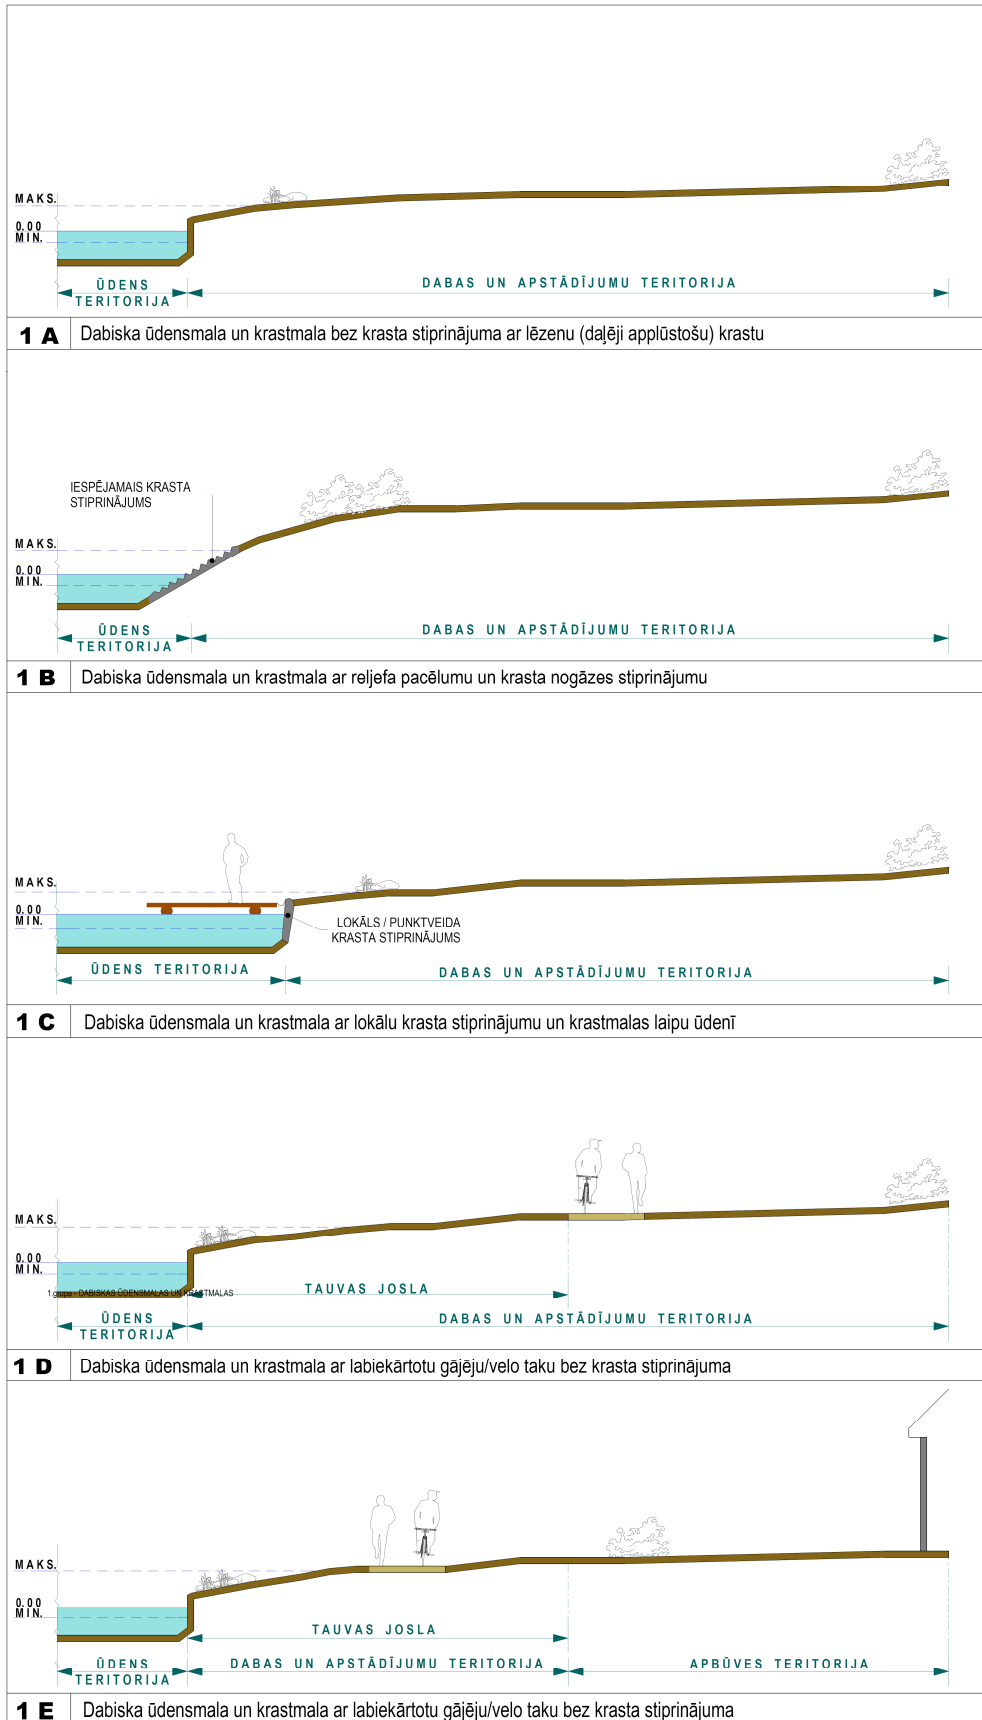 MAKS.
0.00
MIN.
ŪDENS
TERITORIJA
DABAS UN APSTĀDĪJUMU TERITORIJA
1 A Dabiska ūdensmala un krastmala bez krasta stiprinājuma ar lēzenu (daļēji applūstošu) krastu
IESPĒJAMAIS KRASTA
STIPRINĀJUMS
MAKS.
0.00
MIN.
ŪDENS
TERITORIJA
DABAS UN APSTĀDĪJUMU TERITORIJA
1 B Dabiska ūdensmala un krastmala ar reljefa pacēlumu un krasta nogāzes stiprinājumu
MAKS.
0.00
MIN.
LOKĀLS / PUNKTVEIDA
KRASTA STIPRINĀJUMS
ŪDENS TERITORIJA
DABAS UN APSTĀDĪJUMU TERITORIJA
1 C Dabiska ūdensmala un krastmala ar lokālu krasta stiprinājumu un krastmalas laipu ūdenī
MAKS.
0.00
MIN.
1.grupa - DABISKAS ŪDENSMALAS UN KRASTMALAS
TAUVAS JOSLA
ŪDENS
TERITORIJA
DABAS UN APSTĀDĪJUMU TERITORIJA
1 D Dabiska ūdensmala un krastmala ar labiekārtotu gājēju/velo taku bez krasta stiprinājuma
MAKS.
0.00
MIN.
TAUVAS JOSLA
ŪDENS
TERITORIJA
DABAS UN APSTĀDĪJUMU TERITORIJA
APBŪVES TERITORIJA
1 E Dabiska ūdensmala un krastmala ar labiekārtotu gājēju/velo taku bez krasta stiprinājuma